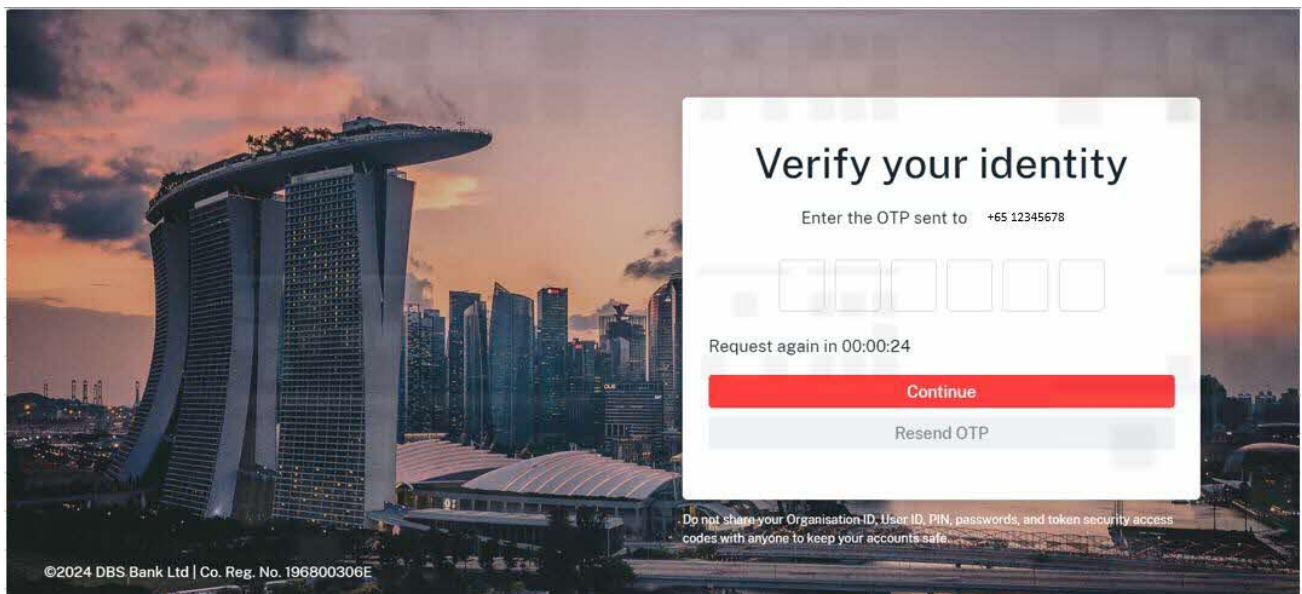 Verify your identity
Enter the OTP sent to +65 12345678
Request again in 00:00:24
Continue
Resend OTP
Do not share your Organisation ID, User ID, PIN, passwords, and token security access
codes with anyone to keep your accounts safe.
©2024 DBS Bank Ltd | Co. Reg. No. 196800306E